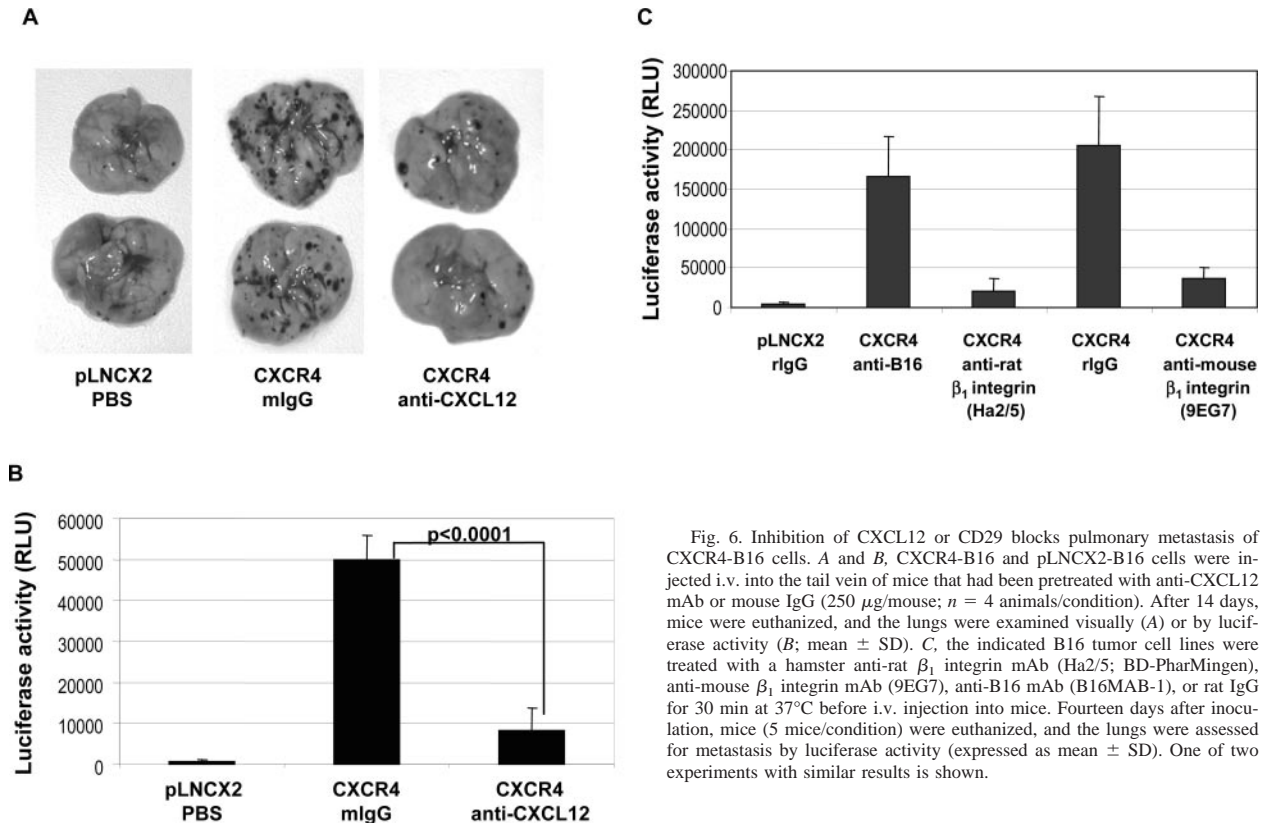 A
pLNCX2
PBS
CXCR4
mIgG
CXCR4
anti-CXCL12
B
Luciferase activity (RLU)
60000
50000
40000
30000
20000
10000
0
p<0.0001
pLNCX2
PBS
CXCR4
mIgG
CXCR4
anti-CXCL12
C
Luciferase activity (RLU)
300000
250000
200000
150000
100000
50000
0
pLNCX2
rIgG
CXCR4
anti-B16
CXCR4
anti-rat
β1 integrin
(Ha2/5)
CXCR4
rIgG
CXCR4
anti-mouse
β1 integrin
(9EG7)
Fig. 6. Inhibition of CXCL12 or CD29 blocks pulmonary metastasis of
CXCR4-B16 cells. A and B, CXCR4-B16 and pLNCX2-B16 cells were in-
jected i.v. into the tail vein of mice that had been pretreated with anti-CXCL12
mAb or mouse IgG (250 μg/mouse; n = 4 animals/condition). After 14 days,
mice were euthanized, and the lungs were examined visually (A) or by lucif-
erase activity (B; mean ± SD). C, the indicated B16 tumor cell lines were
treated with a hamster anti-rat β1 integrin mAb (Ha2/5; BD-PharMingen),
anti-mouse β1 integrin mAb (9EG7), anti-B16 mAb (B16MAB-1), or rat IgG
for 30 min at 37°C before i.v. injection into mice. Fourteen days after inocu-
lation, mice (5 mice/condition) were euthanized, and the lungs were assessed
for metastasis by luciferase activity (expressed as mean ± SD). One of two
experiments with similar results is shown.